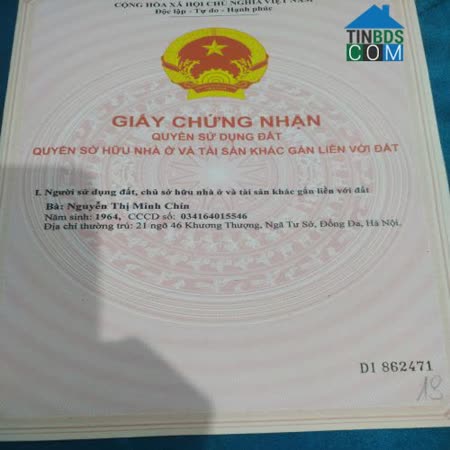 CỘNG HÒA XÃ HỘI CHỦ NGHĨA VIỆT NAM
Độc lập - Tự do - Hạnh phúc
TINBDS
COM
GIẤY CHỨNG NHẬN
QUYỀN SỬ DỤNG ĐẤT
QUYỀN SỞ HỮU NHÀ Ở VÀ TÀI SẢN KHÁC GẮN LIỀN VỚI ĐẤT
I. Người sử dụng đất, chủ sở hữu nhà ở và tài sản khác gắn liền với đất
Bà: Nguyễn Thị Minh Chín
Năm sinh: 1964, CCCD số: 034164015546
Địa chỉ thường trú: 21 ngõ 46 Khương Thượng, Ngã Tư Sở, Đống Đa, Hà Nội.
DI 862471